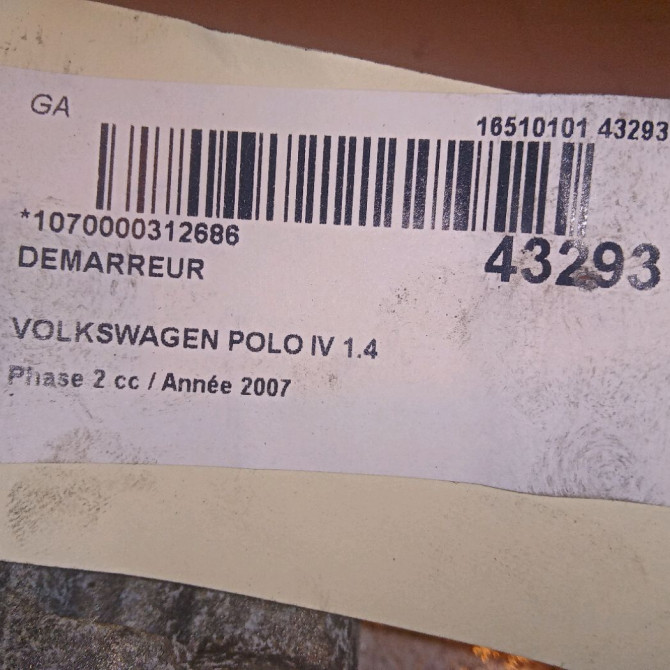 GA
16510101 43293
*1070000312686
43293
DEMARREUR
VOLKSWAGEN POLO IV 1.4
Phase 2 cc / Année 2007